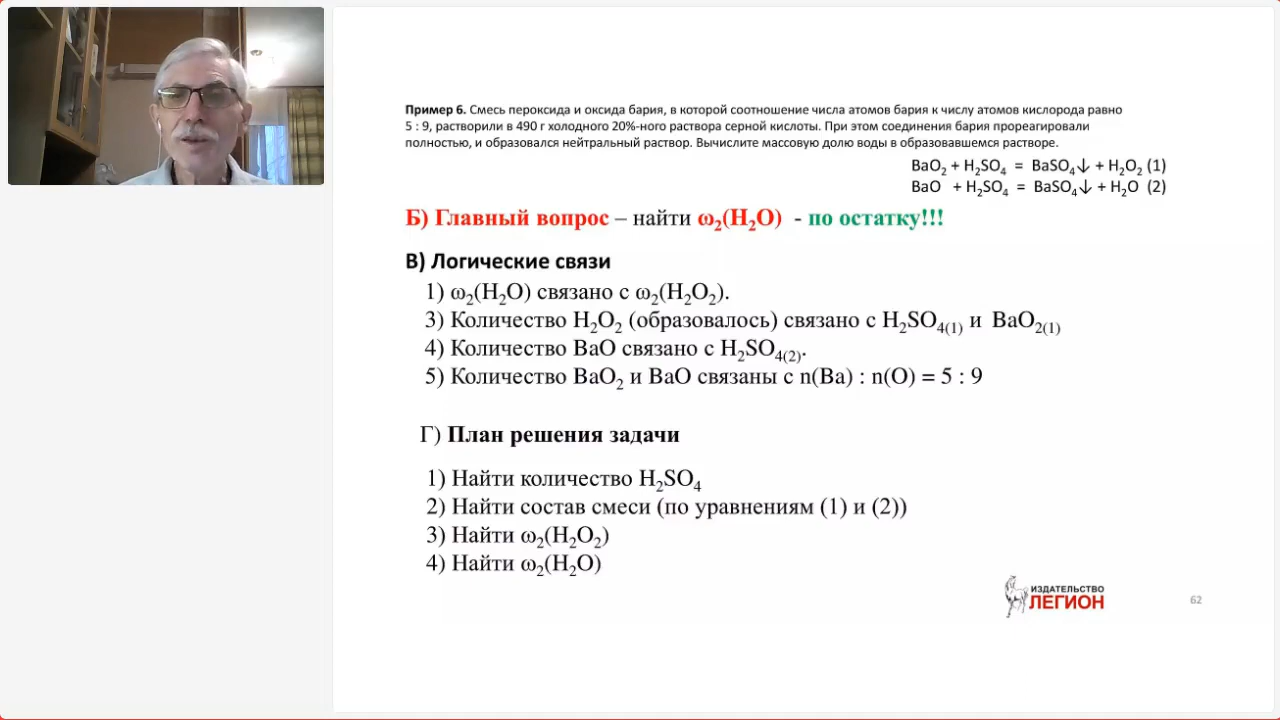 Пример 6. Смесь пероксида и оксида бария, в которой соотношение числа атомов бария к числу атомов кислорода равно
5 : 9, растворили в 490 г холодного 20%-ного раствора серной кислоты. При этом соединения бария прореагировали
полностью, и образовался нейтральный раствор. Вычислите массовую долю воды в образовавшемся растворе.
BaO₂ + H₂SO₄ = BaSO₄↓ + H₂O₂ (1)
BaO + H₂SO₄ = BaSO₄↓ + H₂O (2)
Б) Главный вопрос – найти ω₂(H₂O) - по остатку!!!
В) Логические связи
1) ω₂(H₂O) связано с ω₂(H₂O₂).
3) Количество H₂O₂ (образовалось) связано с H₂SO₄₍₁₎ и BaO₂₍₁₎
4) Количество BaO связано с H₂SO₄₍₂₎.
5) Количество BaO₂ и BaO связаны с n(Ba) : n(O) = 5 : 9
Г) План решения задачи
1) Найти количество H₂SO₄
2) Найти состав смеси (по уравнениям (1) и (2))
3) Найти ω₂(H₂O₂)
4) Найти ω₂(H₂O)
ИЗДАТЕЛЬСТВО
ЛЕГИОН
62